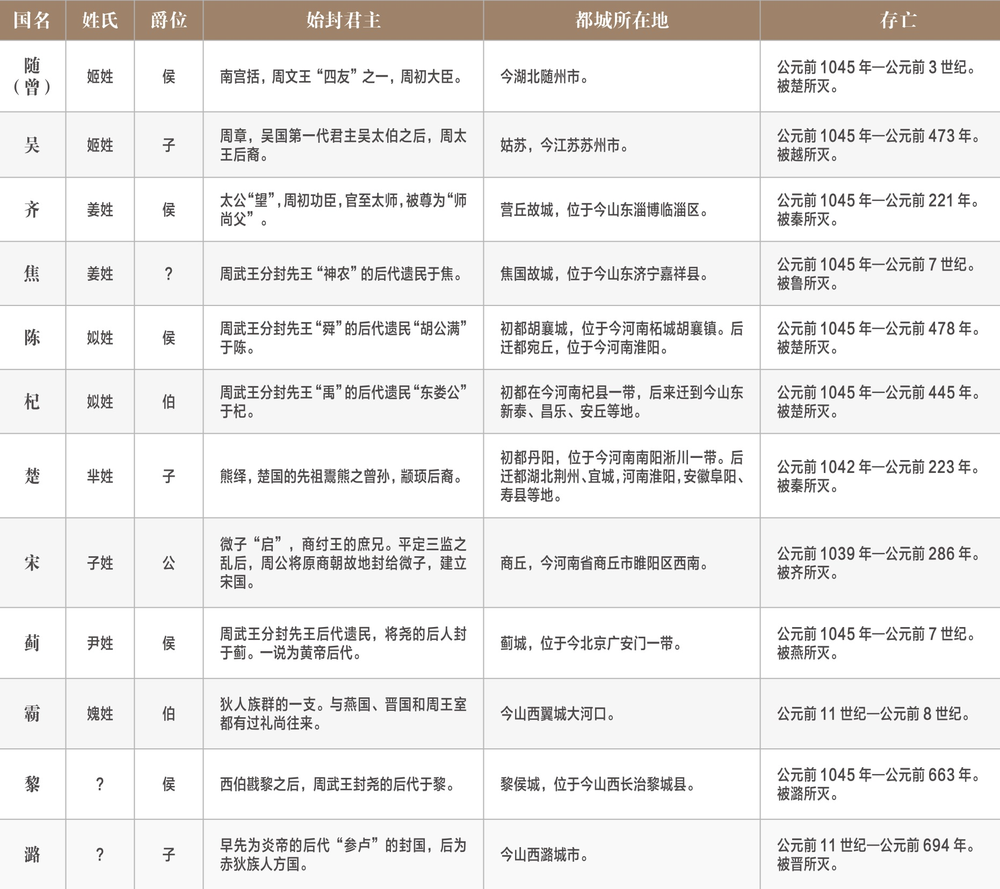 国名 姓氏 爵位 始封君主 都城所在地 存亡
随
（曾）
姬姓
侯
南宫括，周文王“四友”之一，周初大臣。
今湖北随州市。
公元前 1045 年—公元前 3 世纪。
被楚所灭。
吴
姬姓
子
周章，吴国第一代君主吴太伯之后，周太
王后裔。
姑苏，今江苏苏州市。
公元前 1045 年—公元前 473 年。
被越所灭。
齐
姜姓
侯
太公“望”，周初功臣，官至太师，被尊为“师
尚父”。
营丘故城，位于今山东淄博临淄区。
公元前 1045 年—公元前 221 年。
被秦所灭。
焦
姜姓
？
周武王分封先王“神农”的后代遗民于焦。
焦国故城，位于今山东济宁嘉祥县。
公元前 1045 年—公元前 7 世纪。
被鲁所灭。
陈
姒姓
侯
周武王分封先王“舜”的后代遗民“胡公满”
于陈。
初都胡襄城，位于今河南柘城胡襄镇。后
迁都宛丘，位于今河南淮阳。
公元前 1045 年—公元前 478 年。
被楚所灭。
杞
姒姓
伯
周武王分封先王“禹”的后代遗民“东娄公”
于杞。
初都在今河南杞县一带，后来迁到今山东
新泰、昌乐、安丘等地。
公元前 1045 年—公元前 445 年。
被楚所灭。
楚
芈姓
子
熊绎，楚国的先祖鬻熊之曾孙，颛顼后裔。
初都丹阳，位于今河南南阳淅川一带。后
迁都湖北荆州、宜城，河南淮阳，安徽阜阳、
寿县等地。
公元前 1042 年—公元前 223 年。
被秦所灭。
宋
子姓
公
微子“启”，商纣王的庶兄。平定三监之
乱后，周公将原商朝故地封给微子，建立
宋国。
商丘，今河南省商丘市睢阳区西南。
公元前 1039 年—公元前 286 年。
被齐所灭。
蓟
尹姓
侯
周武王分封先王后代遗民，将尧的后人封
于蓟。一说为黄帝后代。
蓟城，位于今北京广安门一带。
公元前 1045 年—公元前 7 世纪。
被燕所灭。
霸
媿姓
伯
狄人族群的一支。与燕国、晋国和周王室
都有过礼尚往来。
今山西翼城大河口。
公元前 11 世纪—公元前 8 世纪。
黎
？
侯
西伯戡黎之后，周武王封尧的后代于黎。
黎侯城，位于今山西长治黎城县。
公元前 1045 年—公元前 663 年。
被潞所灭。
潞
？
子
早先为炎帝的后代“参卢”的封国，后为
赤狄族人方国。
今山西潞城市。
公元前 11 世纪—公元前 694 年。
被晋所灭。